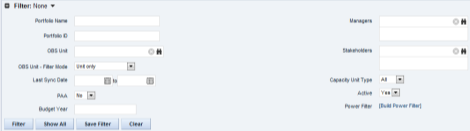 Filter: None
Portfolio Name
Managers
Portfolio ID
OBS Unit
Stakeholders
OBS Unit - Filter Mode Unit only
Last Sync Date to
Capacity Unit Type All
PAA No
Active Yes
Budget Year
Power Filter [Build Power Filter]
Filter Show All Save Filter Clear